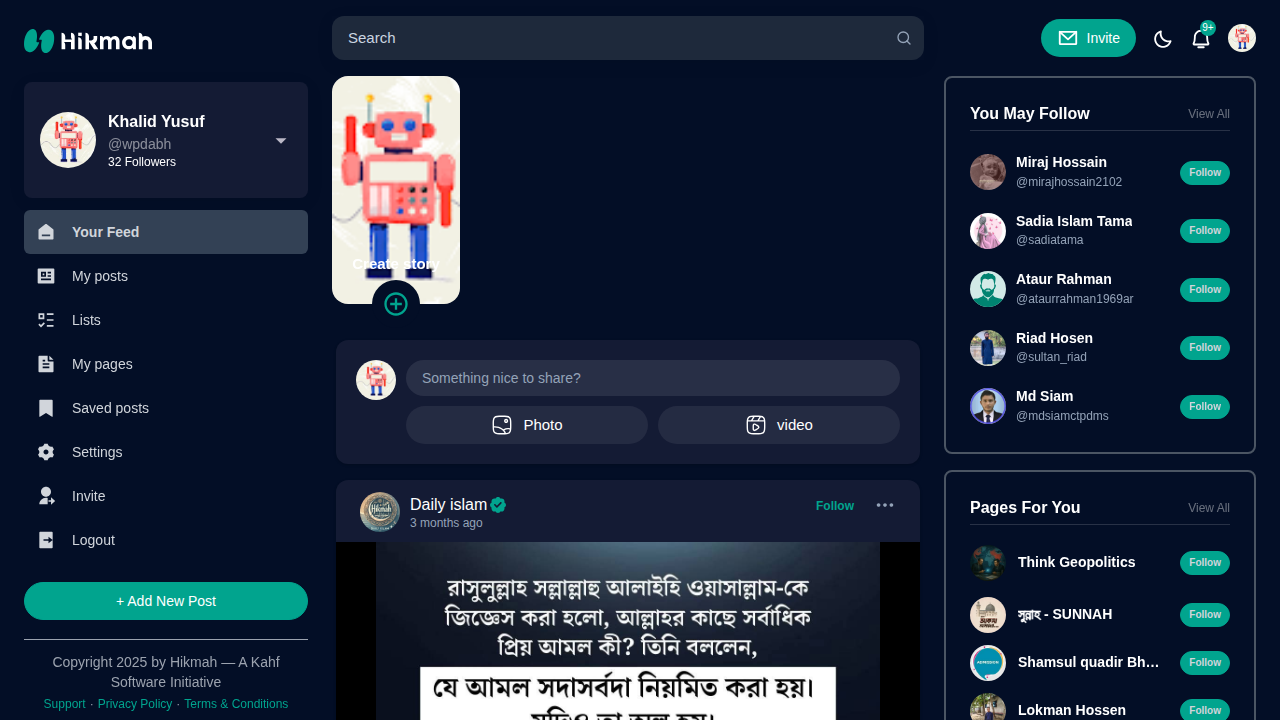 Hikmah
Search
Invite
9+
Khalid Yusuf
@wpdabh
32 Followers
Your Feed
My posts
Lists
My pages
Saved posts
Settings
Invite
Logout
+ Add New Post
Copyright 2025 by Hikmah — A Kahf
Software Initiative
Support · Privacy Policy · Terms & Conditions
Create story
Something nice to share?
Photo
video
Daily islam
3 months ago
Follow
রাসুলুল্লাহ সল্লাল্লাহু আলাইহি ওয়াসাল্লাম-কে
জিজ্ঞেস করা হলো, আল্লাহর কাছে সর্বাধিক
প্রিয় আমল কী? তিনি বললেন,
যে আমল সদাসর্বদা নিয়মিত করা হয়।
যদিও তা অল্প হয়।
You May Follow
View All
Miraj Hossain
@mirajhossain2102
Follow
Sadia Islam Tama
@sadiatama
Follow
Ataur Rahman
@ataurrahman1969ar
Follow
Riad Hosen
@sultan_riad
Follow
Md Siam
@mdsiamctpdms
Follow
Pages For You
View All
Think Geopolitics
Follow
সুন্নাহ - SUNNAH
Follow
Shamsul quadir Bh...
Follow
Lokman Hossen
Follow